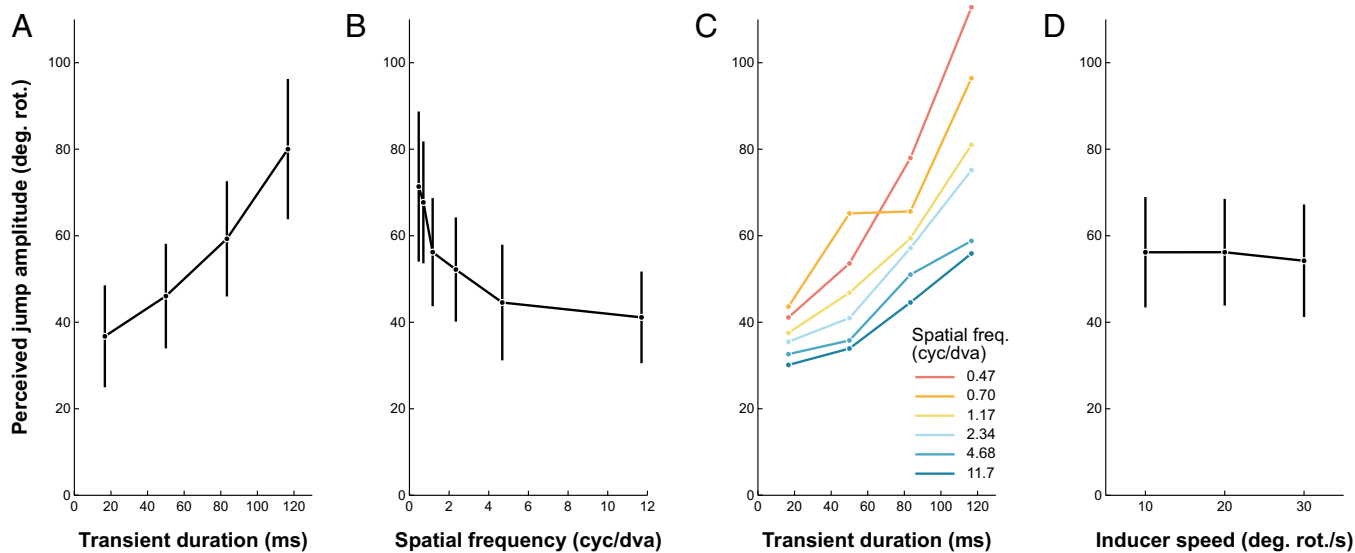 A
B
C
D
Perceived jump amplitude (deg. rot.)
100
80
60
40
20
0
0 20 40 60 80 100 120
Transient duration (ms)
100
80
60
40
20
0
0 2 4 6 8 10 12
Spatial frequency (cyc/dva)
100
80
60
40
20
0
0 20 40 60 80 100 120
Transient duration (ms)
Spatial freq.
(cyc/dva)
0.47
0.70
1.17
2.34
4.68
11.7
100
80
60
40
20
0
10 20 30
Inducer speed (deg. rot./s)